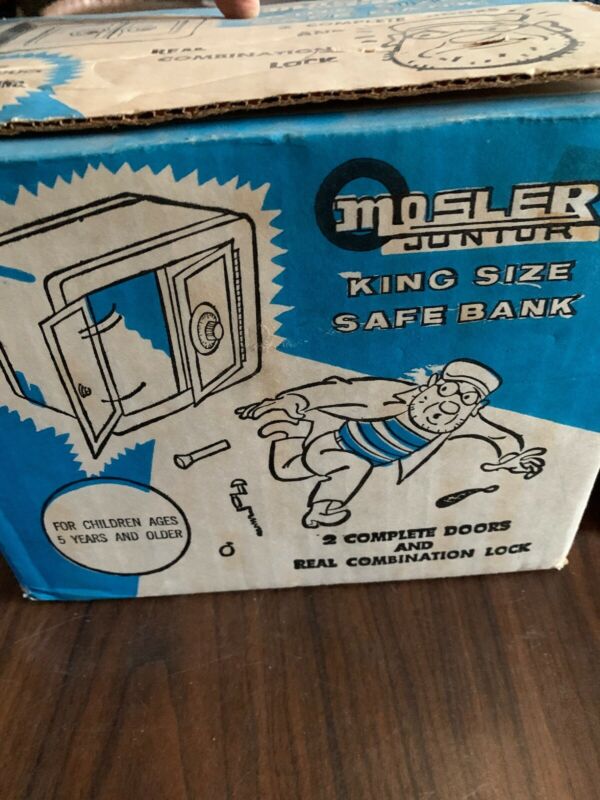 2 COMPLETE
AND
REAL
COMBINATION
LOCK
MOSLER
JUNIOR
KING SIZE
SAFE BANK
FOR CHILDREN AGES
5 YEARS AND OLDER
2 COMPLETE DOORS
AND
REAL COMBINATION LOCK